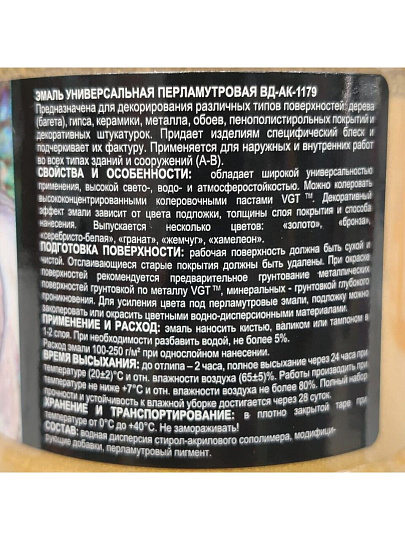 ЭМАЛЬ УНИВЕРСАЛЬНАЯ ПЕРЛАМУТРОВАЯ ВД-АК-1179
Предназначена для декорирования различных типов поверхностей: дерева
(багета), гипса, керамики, металла, обоев, пенополистирольных покрытий и
декоративных штукатурок. Придает изделиям специфический блеск и
подчеркивает их фактуру. Применяется для наружных и внутренних работ
во всех типах зданий и сооружений (А-В).
СВОЙСТВА И ОСОБЕННОСТИ: обладает широкой универсальностью
применения, высокой свето-, водо- и атмосферостойкостью. Можно колеровать
высококонцентрированными колеровочными пастами VGT™. Декоративный
эффект эмали зависит от цвета подложки, толщины слоя покрытия и способа
нанесения. Выпускается несколько цветов: «золото», «бронза»,
«серебристо-белая», «гранат», «жемчуг», «хамелеон».
ПОДГОТОВКА ПОВЕРХНОСТИ: рабочая поверхность должна быть сухой и
чистой. Отслаивающиеся старые покрытия должны быть удалены. При окраске
поверхностей рекомендуется предварительное грунтование -металлических
поверхностей грунтовкой по металлу VGT™, минеральных - грунтовкой глубокого
проникновения. Для усиления цвета под перламутровые эмали, подложку можно
заколеровать или окрасить цветными водно-дисперсионными материалами.
ПРИМЕНЕНИЕ И РАСХОД: эмаль наносить кистью, валиком или тампоном в
1-2 слоя. При необходимости разбавить водой, не более 5%.
Расход эмали 100-250 г/м² при однослойном нанесении.
ВРЕМЯ ВЫСЫХАНИЯ: до отлипа – 2 часа, полное высыхание через 24 часа при
температуре (20±2)°С и отн. влажности воздуха (65±5)%. Работы производить при
температуре не ниже +7°С и отн. влажности воздуха не более 80%. Полный набор
прочности и устойчивость к влажной уборке достигается через 28 суток.
ХРАНЕНИЕ И ТРАНСПОРТИРОВАНИЕ: в плотно закрытой таре при
температуре от 0°С до +40°С. Не замораживать!
СОСТАВ: водная дисперсия стирол-акрилового сополимера, модифици-
рующие добавки, перламутровый пигмент.